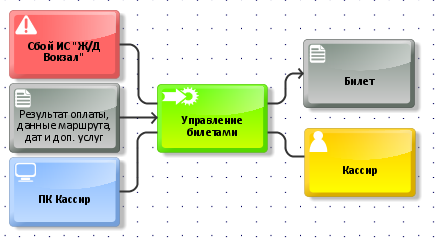 Сбой ИС "Ж/Д
Вокзал"
Результат оплаты,
данные маршрута,
дат и доп. услуг
ПК Кассир
Управление
билетами
Билет
Кассир